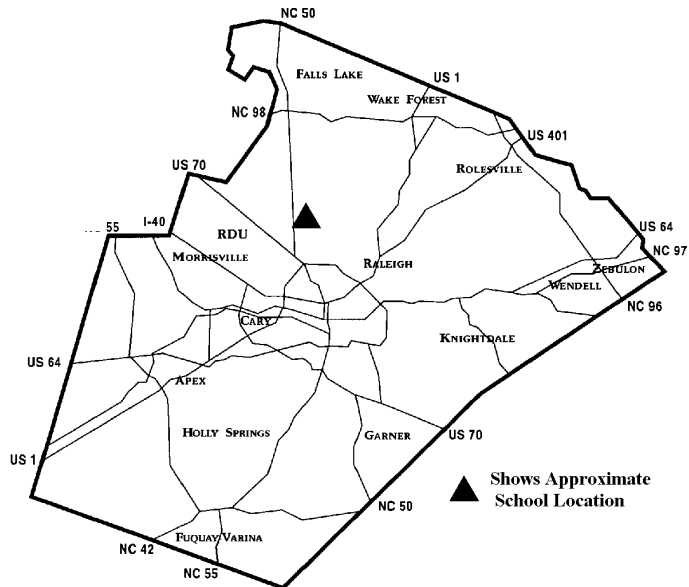 NC 50
FALLS LAKE
US 1
WAKE FOREST
NC 98
US 401
US 70
ROLESVILLE
I-40
55
RDU
US 64
MORRISVILLE
RALEIGH
NC 97
ZEBULON
WENDELL
NC 96
CARY
KNIGHTDALE
US 64
APEX
HOLLY SPRINGS
GARNER
US 70
US 1
Shows Approximate
School Location
NC 50
FUQUAY VARINA
NC 42
NC 55